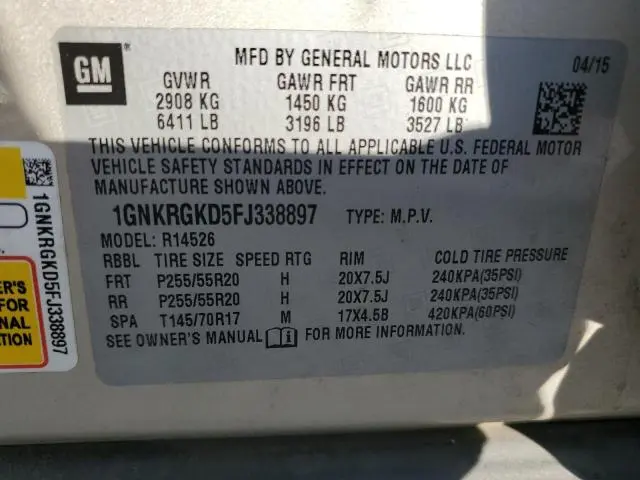 GM
MFD BY GENERAL MOTORS LLC
04/15
GVWR GAWR FRT GAWR RR
2908 KG 1450 KG 1600 KG
6411 LB 3196 LB 3527 LB
THIS VEHICLE CONFORMS TO ALL APPLICABLE U.S. FEDERAL MOTOR
VEHICLE SAFETY STANDARDS IN EFFECT ON THE DATE OF
MANUFACTURE SHOWN ABOVE.
1GNKRGKD5FJ338897 TYPE: M.P.V.
MODEL: R14526
RBBL TIRE SIZE SPEED RTG RIM COLD TIRE PRESSURE
FRT P255/55R20 H 20X7.5J 240KPA(35PSI)
RR P255/55R20 H 20X7.5J 240KPA(35PSI)
SPA T145/70R17 M 17X4.5B 420KPA(60PSI)
SEE OWNER'S MANUAL FOR MORE INFORMATION.
1GNKRGKD5FJ338897
ER'S
FOR
NAL
TION